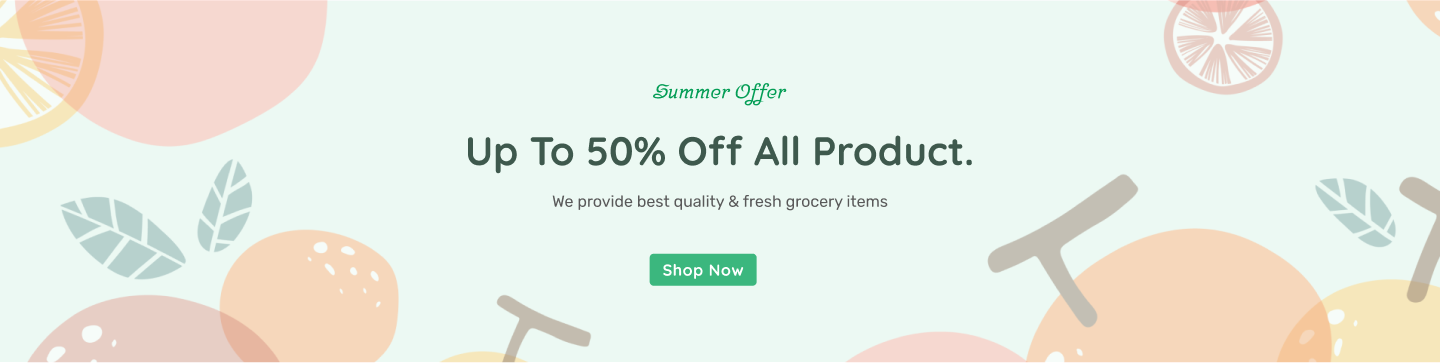 Summer Offer
Up To 50% Off All Product.
We provide best quality & fresh grocery items
Shop Now